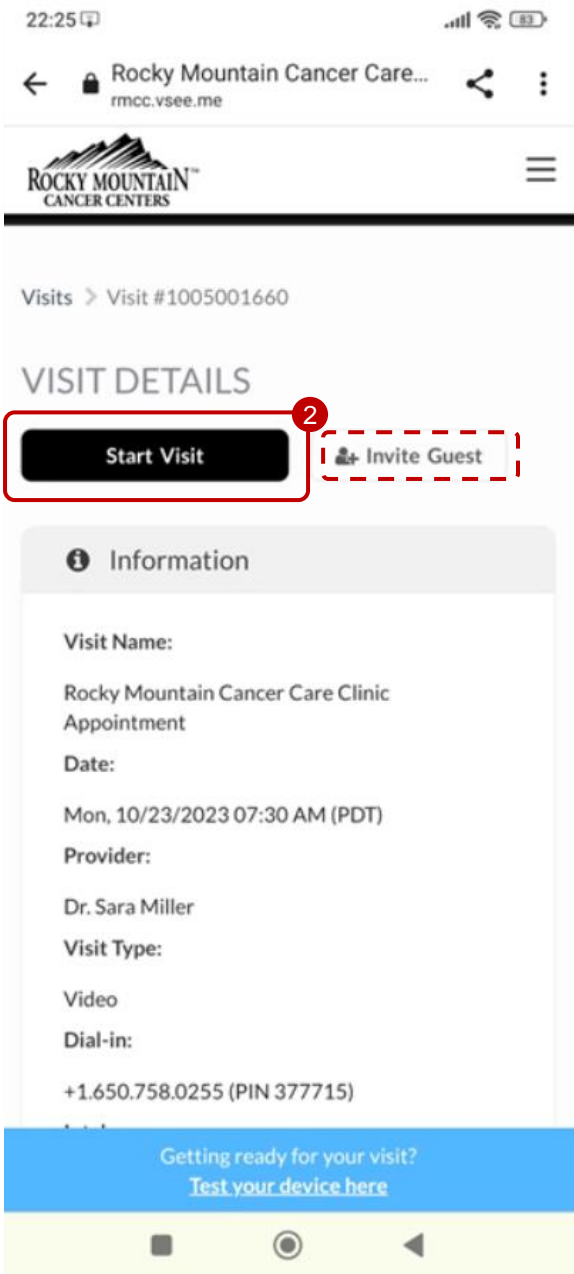 22:25
83
Rocky Mountain Cancer Care...
rmcc.vsee.me
ROCKY MOUNTAIN™
CANCER CENTERS
Visits > Visit #1005001660
VISIT DETAILS
2
Start Visit
Invite Guest
Information
Visit Name:
Rocky Mountain Cancer Care Clinic
Appointment
Date:
Mon, 10/23/2023 07:30 AM (PDT)
Provider:
Dr. Sara Miller
Visit Type:
Video
Dial-in:
+1.650.758.0255 (PIN 377715)
Getting ready for your visit?
Test your device here